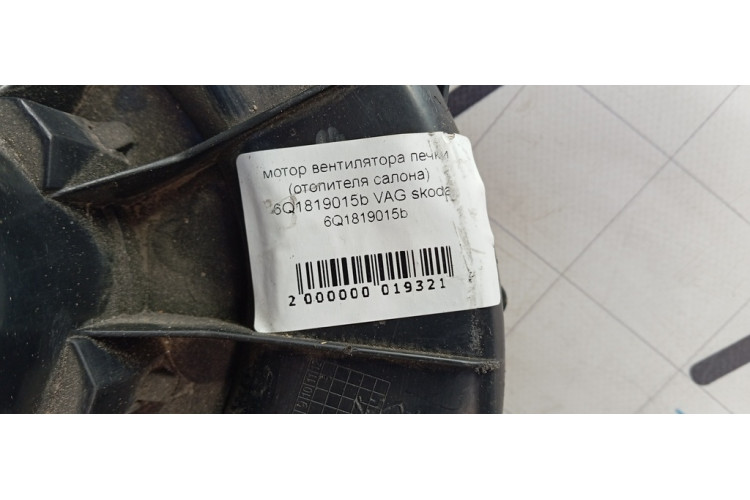 мотор вентилятора печки
(отопителя салона)
6Q1819015b VAG skoda
6Q1819015b
2 000000 019321